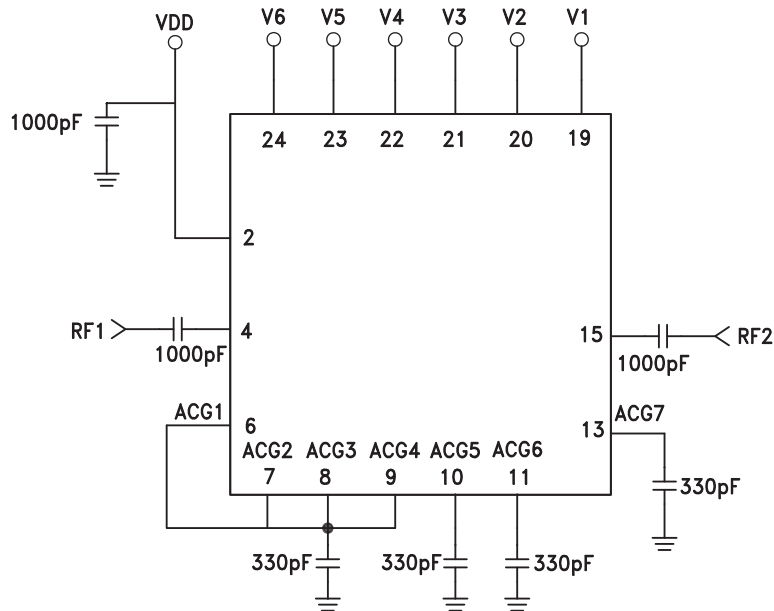 VDD
V6 V5 V4 V3 V2 V1
1000pF
24 23 22 21 20 19
2
RF1
4
1000pF
15
RF2
1000pF
ACG1
6
13
ACG7
ACG2 ACG3 ACG4 ACG5 ACG6
7 8 9 10 11
330pF
330pF 330pF 330pF